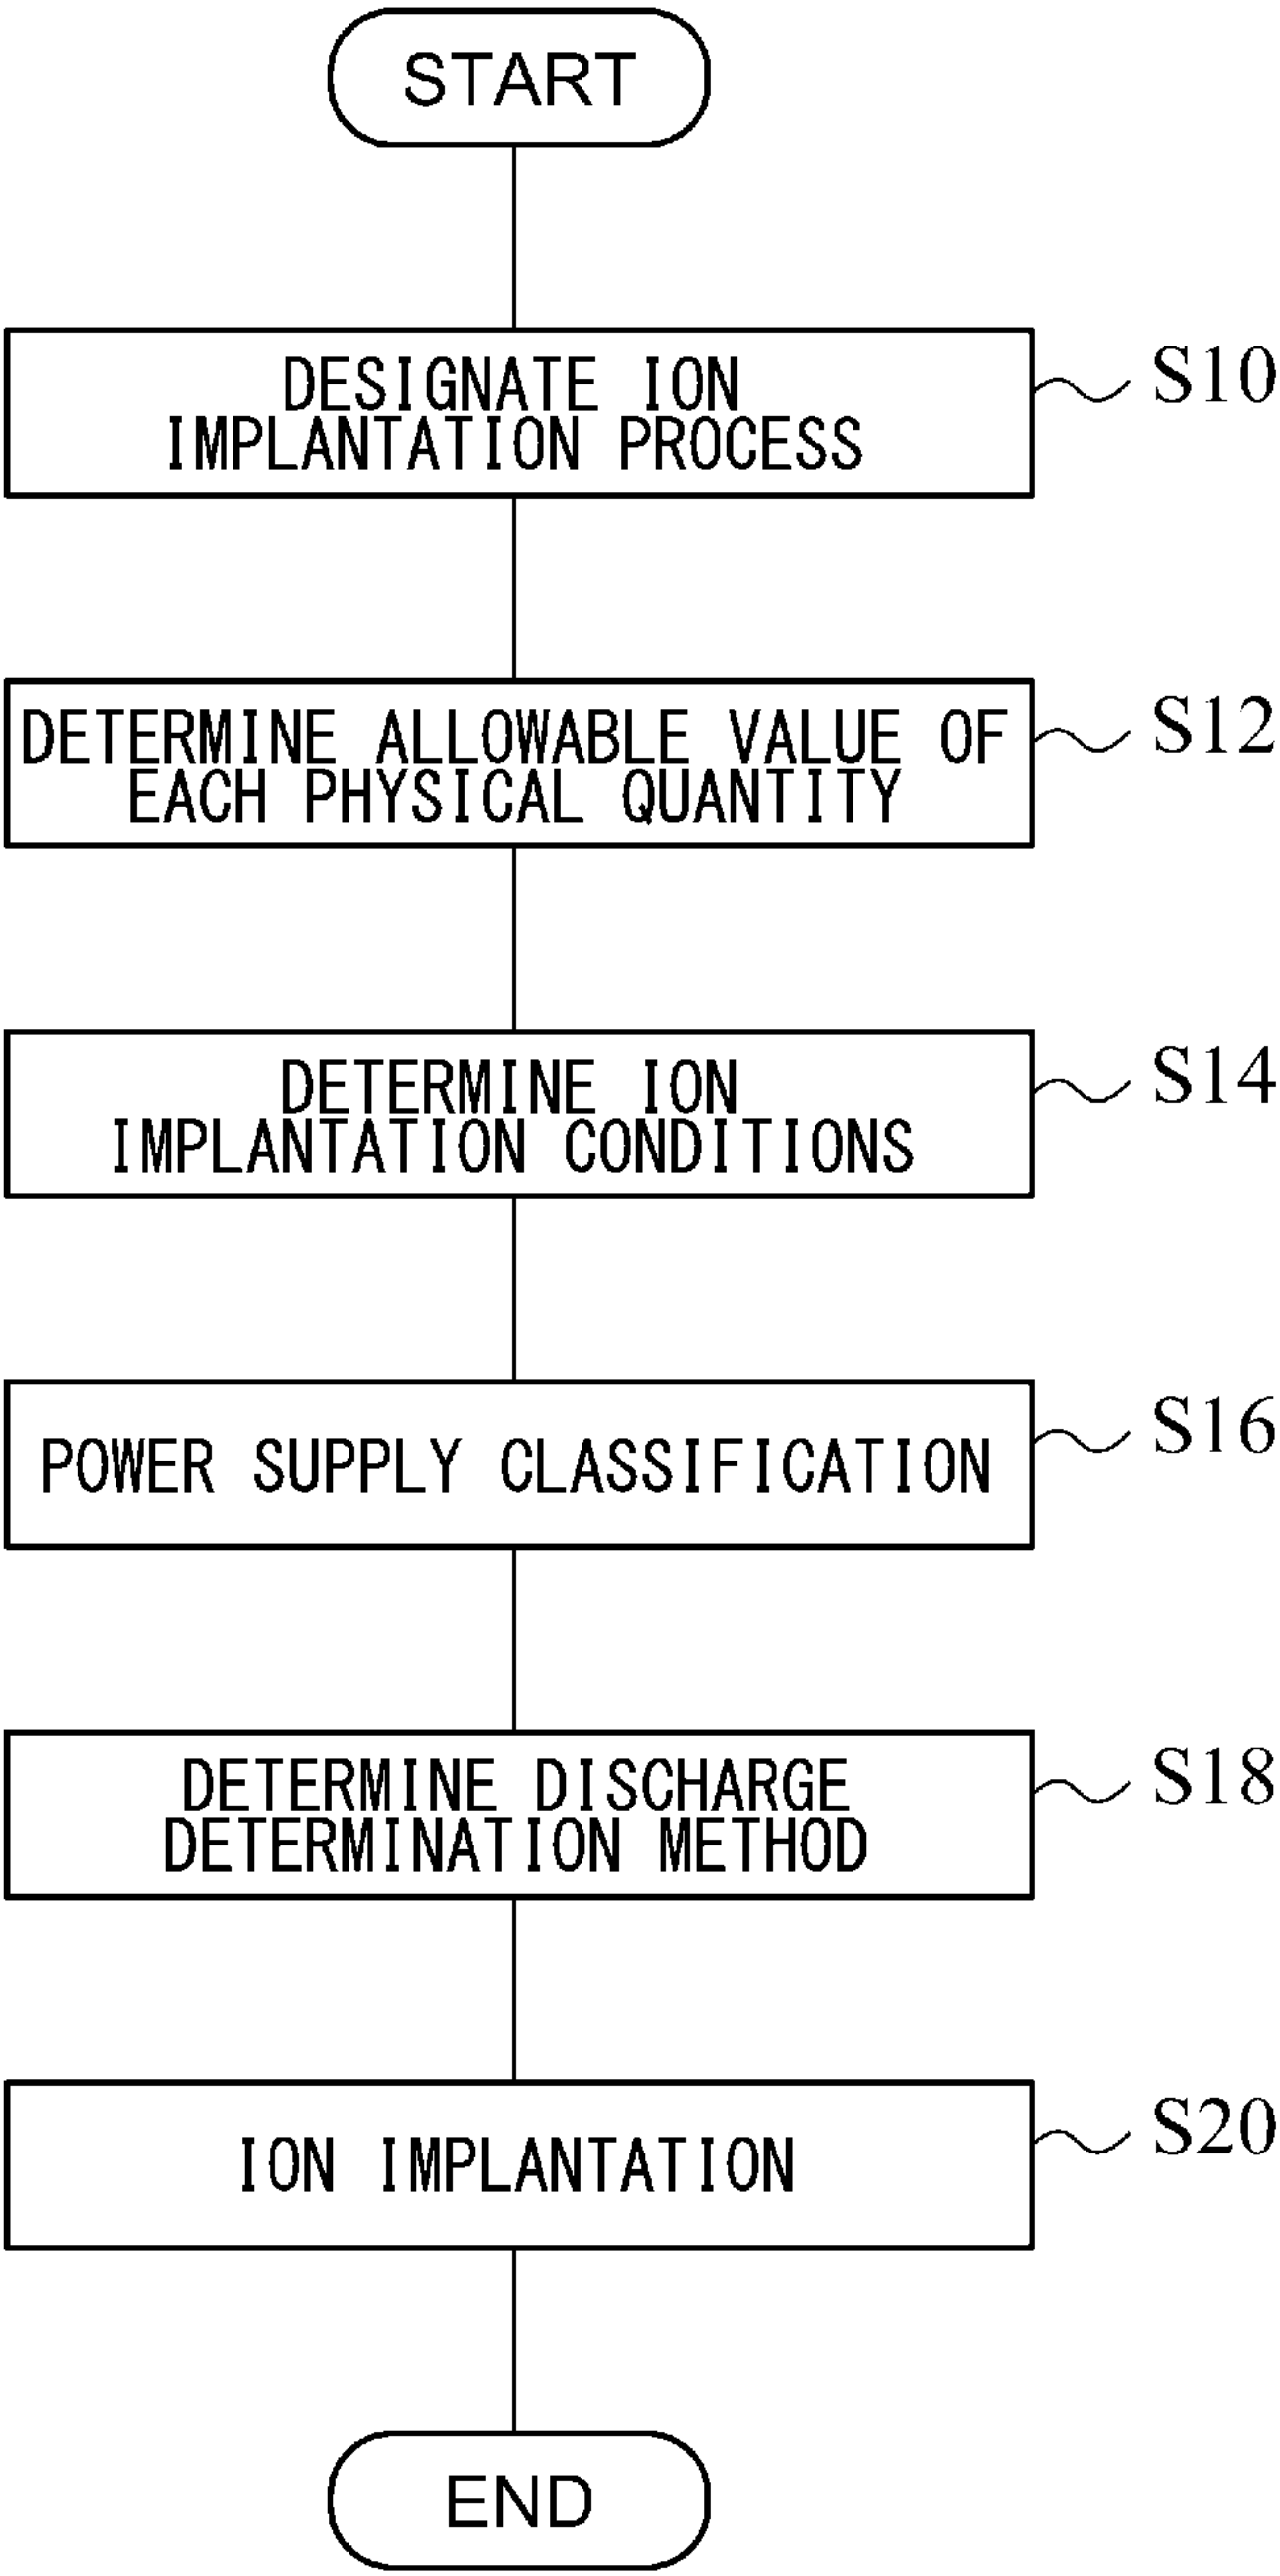 START
DESIGNATE ION
IMPLANTATION PROCESS
S10
DETERMINE ALLOWABLE VALUE OF
EACH PHYSICAL QUANTITY
S12
DETERMINE ION
IMPLANTATION CONDITIONS
S14
POWER SUPPLY CLASSIFICATION
S16
DETERMINE DISCHARGE
DETERMINATION METHOD
S18
ION IMPLANTATION
S20
END